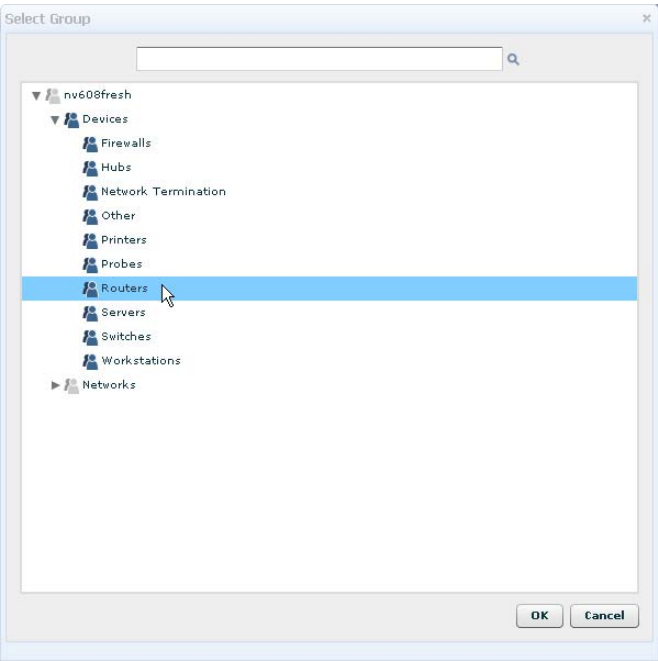 Select Group
nv608fresh
Devices
Firewalls
Hubs
Network Termination
Other
Printers
Probes
Routers
Servers
Switches
Workstations
Networks
OK Cancel